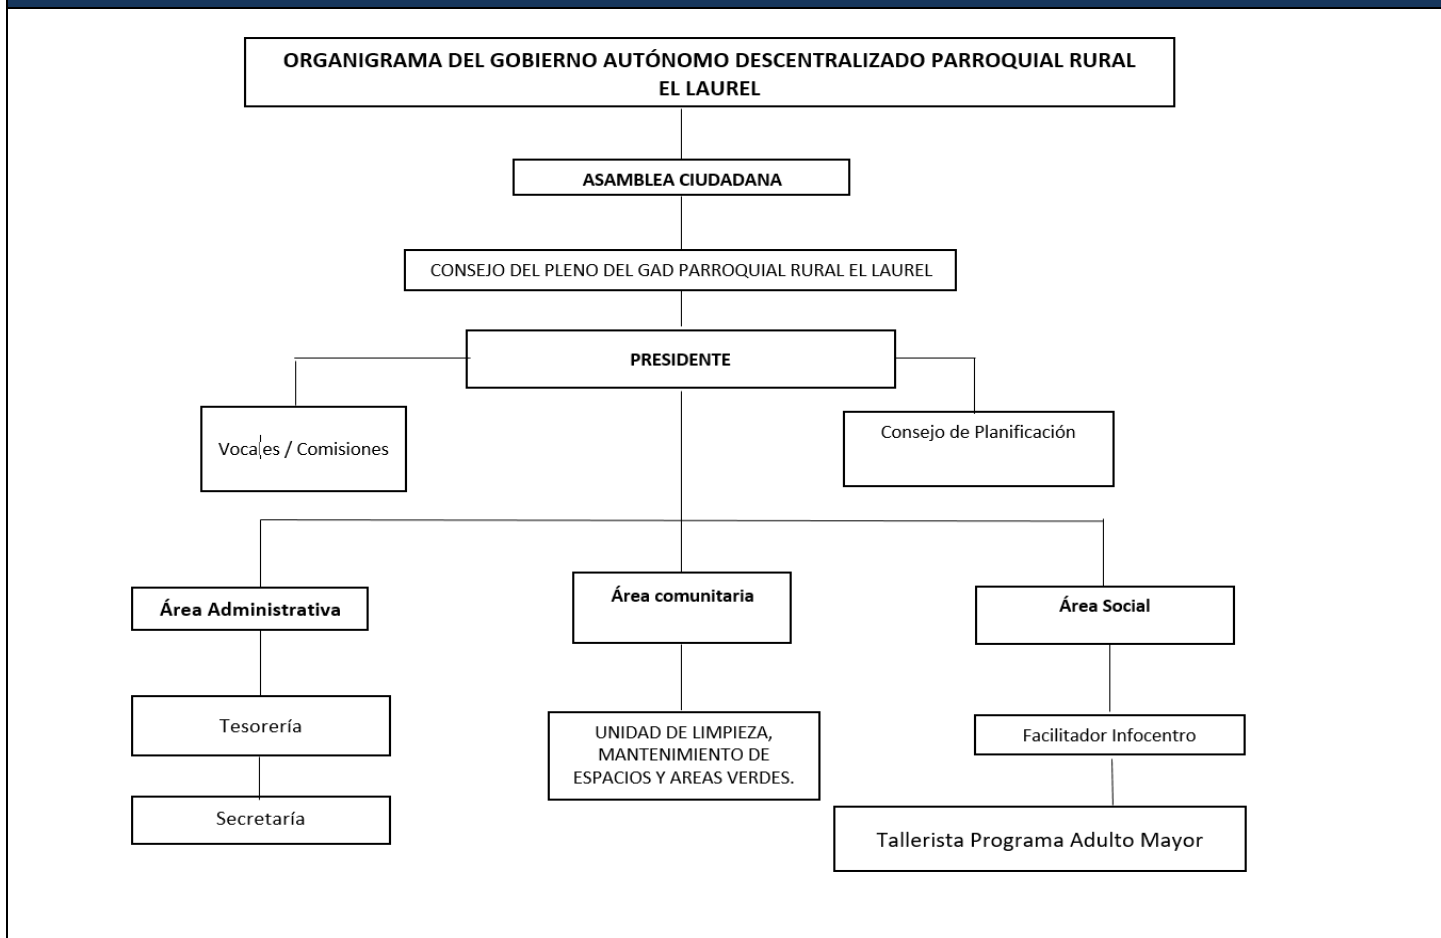 ORGANIGRAMA DEL GOBIERNO AUTÓNOMO DESCENTRALIZADO PARROQUIAL RURAL
EL LAUREL
ASAMBLEA CIUDADANA
CONSEJO DEL PLENO DEL GAD PARROQUIAL RURAL EL LAUREL
PRESIDENTE
Vocales / Comisiones
Consejo de Planificación
Área Administrativa
Área comunitaria
Área Social
Tesorería
UNIDAD DE LIMPIEZA,
MANTENIMIENTO DE
ESPACIOS Y AREAS VERDES.
Facilitador Infocentro
Secretaría
Tallerista Programa Adulto Mayor